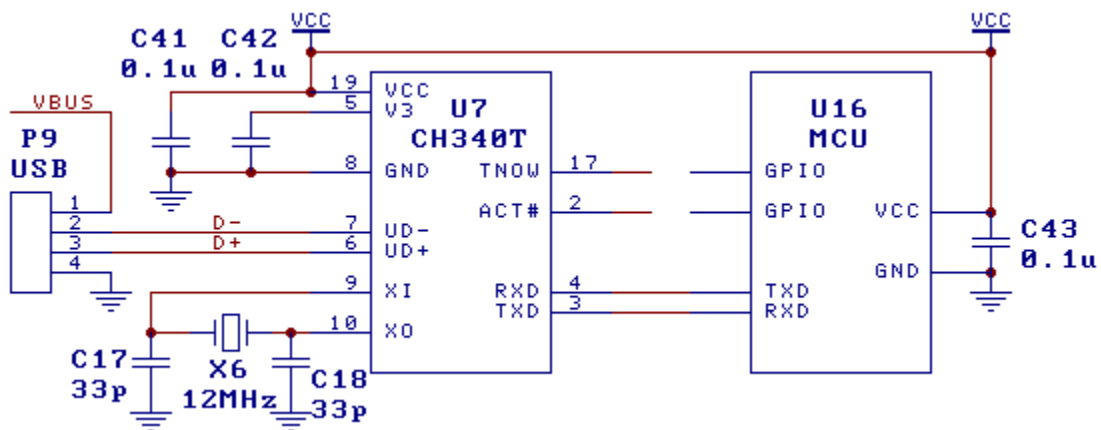 VCC
VCC
C41 C42
0.1u 0.1u
VBUS
P9
USB
1
2
3
4
D-
D+
19
5
8
7
6
9
10
VCC
V3
GND
UD-
UD+
XI
XO
U7
CH340T
TNOW
ACT#
RXD
TXD
17
2
4
3
U16
MCU
GPIO
GPIO
VCC
GND
TXD
RXD
C43
0.1u
C17
33p
X6
12MHz
C18
33p